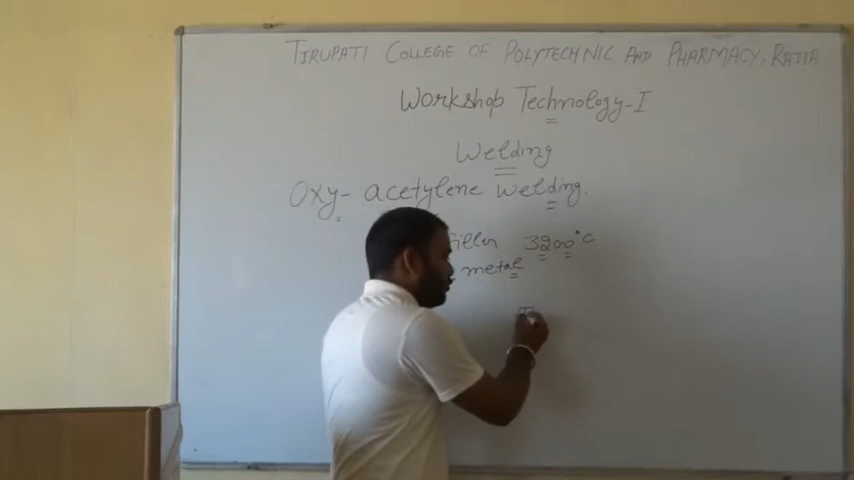 TIRUPATI COLLEGE OF POLYTECHNIC AND PHARMACY, RATIA
Workshop Technology-I
Welding
Oxy-acetylene welding.
filler 3200°C
metal